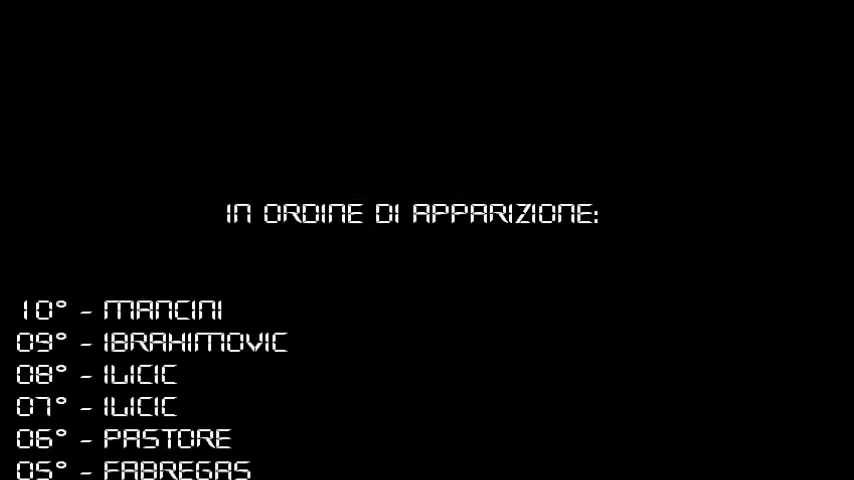 IN ORDINE DI APPARIZIONE:
10° - MANCINI
09° - IBRAHIMOVIC
08° - ILICIC
07° - ILICIC
06° - PASTORE
05° - FABREGAS